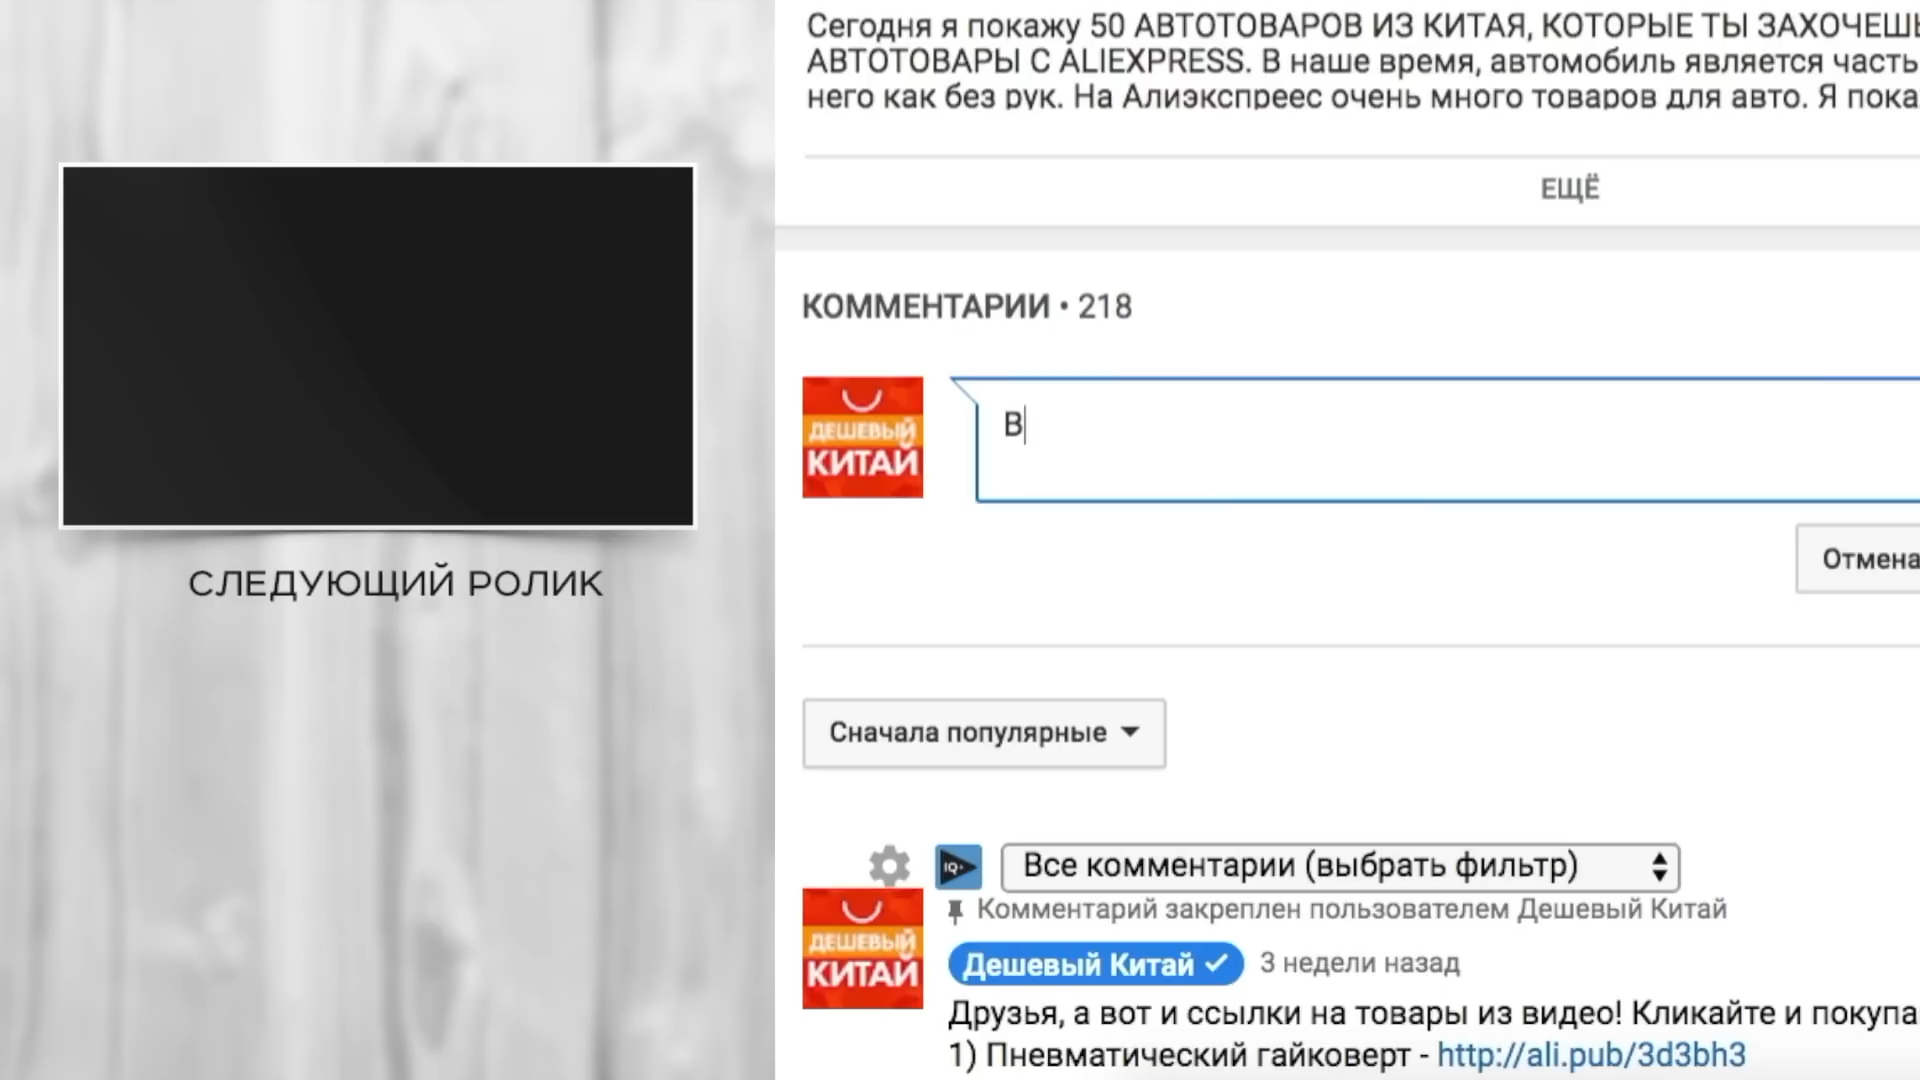 Сегодня я покажу 50 АВТОТОВАРОВ ИЗ КИТАЯ, КОТОРЫЕ ТЫ ЗАХОЧЕШЬ
АВТОТОВАРЫ С ALIEXPRESS. В наше время, автомобиль является часть
него как без рук. На Алиэкспреес очень много товаров для авто. Я пока
ЕЩЁ
КОММЕНТАРИИ • 218
ДЕШЕВЫЙ
КИТАЙ
В
Отмена
СЛЕДУЮЩИЙ РОЛИК
Сначала популярные
IQ+
Все комментарии (выбрать фильтр)
Комментарий закреплен пользователем Дешевый Китай
ДЕШЕВЫЙ
КИТАЙ
Дешевый Китай ✓ 3 недели назад
Друзья, а вот и ссылки на товары из видео! Кликайте и покупа
1) Пневматический гайковерт - http://ali.pub/3d3bh3